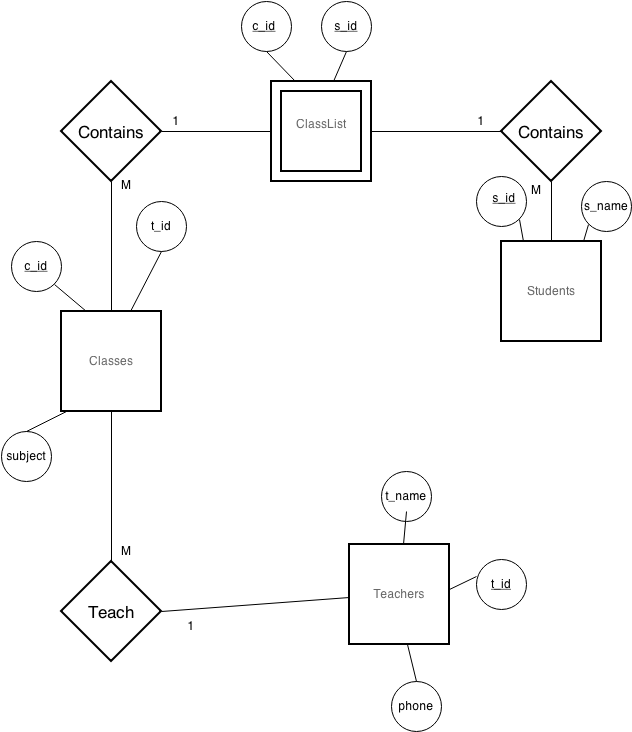 c_id
s_id
1
ClassList
1
Contains
Contains
M
M
s_id
s_name
t_id
c_id
Students
Classes
subject
t_name
M
Teachers
t_id
Teach
1
phone